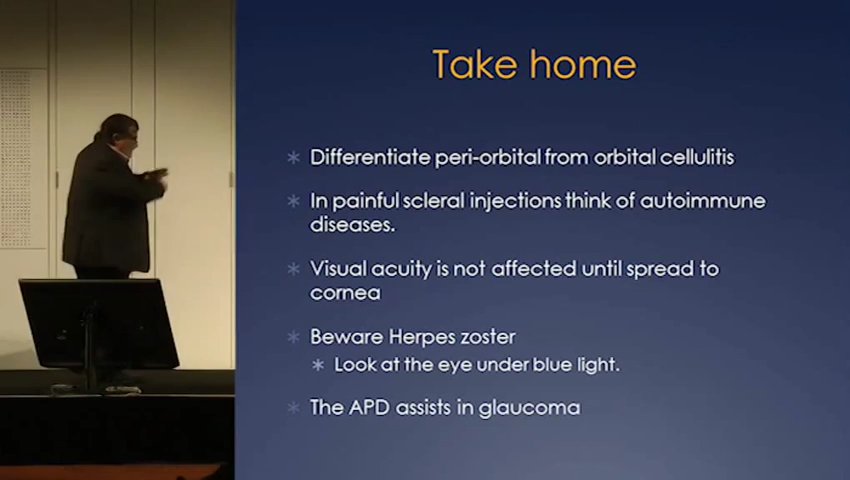 Take home
Differentiate peri-orbital from orbital cellulitis
In painful scleral injections think of autoimmune
diseases.
Visual acuity is not affected until spread to
cornea
Beware Herpes zoster
Look at the eye under blue light.
The APD assists in glaucoma